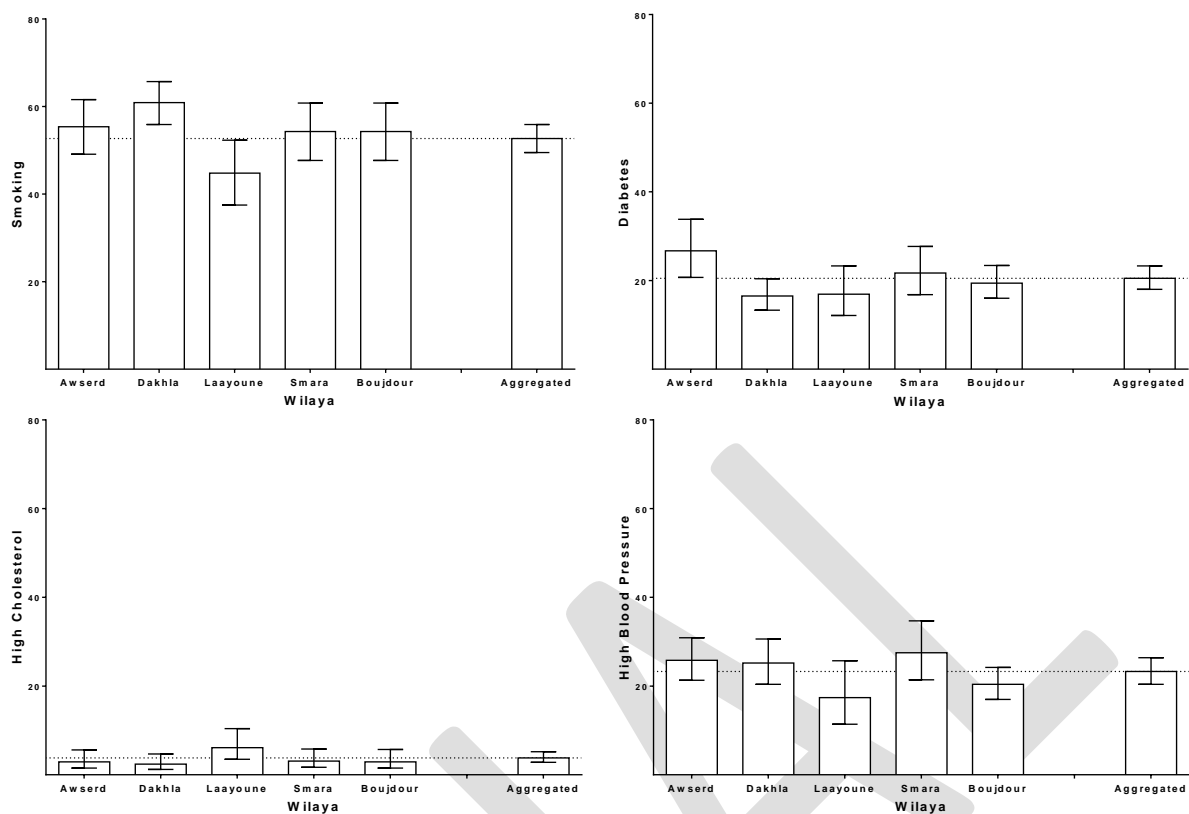 Smoking
80
60
40
20
Awserd Dakhla Laayoune Smara Boujdour Aggregated
Wilaya
Diabetes
80
60
40
20
Awserd Dakhla Laayoune Smara Boujdour Aggregated
Wilaya
High Cholesterol
80
60
40
20
Awserd Dakhla Laayoune Smara Boujdour Aggregated
Wilaya
High Blood Pressure
80
60
40
20
Awserd Dakhla Laayoune Smara Boujdour Aggregated
Wilaya